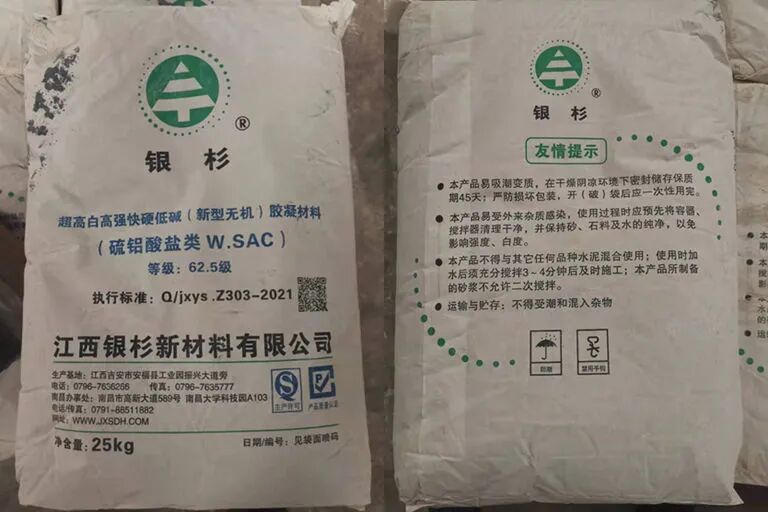 ®
银杉
超高白高强快硬低碱（新型无机）胶凝材料
（硫铝酸盐类 W.SAC）
等级：62.5级
执行标准：Q/jxys .Z303-2021
江西银杉新材料有限公司
生产基地：江西吉安市安福县工业园振兴大道旁
电话：0796-7636256 传真：0796-7635777
南昌办事处：南昌市高新大道589号 南昌大学科技园A103
电话/传真：0791-88511882
网址：WWW.JXSDH.COM
生产许可
产品质量认证
净含量：25kg
日期/编号：见袋面喷码
®
银杉
友情提示
● 本产品易吸潮变质，在干燥阴凉环境下密封储存保质
期45天；严防损坏包装，开（破）袋后应一次性用完。
● 本产品易受外来杂质感染，使用过程时应预先将容器、
搅拌器清理干净，并保持砂、石料及水的纯净，以免
影响强度、白度。
● 本产品不得与其它任何品种水泥混合使用；使用时加
水后须充分搅拌3～4分钟后及时施工；本产品所制备
的砂浆不允许二次搅拌。
● 运输与贮存：不得受潮和混入杂物
防潮
禁用手钩